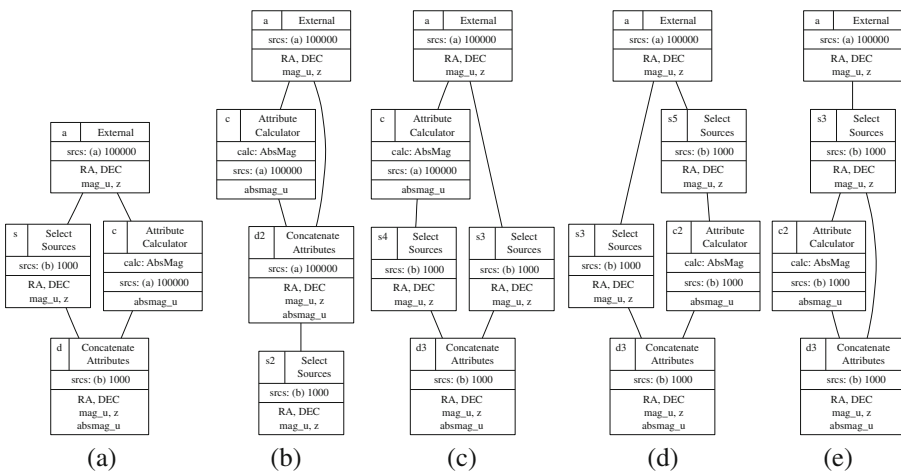 a External
srcs: (a) 100000
RA, DEC
mag_u, z
s Select
Sources
srcs: (b) 1000
RA, DEC
mag_u, z
c Attribute
Calculator
calc: AbsMag
srcs: (a) 100000
absmag_u
d Concatenate
Attributes
srcs: (b) 1000
RA, DEC
mag_u, z
absmag_u
(a)
a External
srcs: (a) 100000
RA, DEC
mag_u, z
c Attribute
Calculator
calc: AbsMag
srcs: (a) 100000
absmag_u
d2 Concatenate
Attributes
srcs: (a) 100000
RA, DEC
mag_u, z
absmag_u
s2 Select
Sources
srcs: (b) 1000
RA, DEC
mag_u, z
(b)
a External
srcs: (a) 100000
RA, DEC
mag_u, z
c Attribute
Calculator
calc: AbsMag
srcs: (a) 100000
absmag_u
s4 Select
Sources
srcs: (b) 1000
RA, DEC
mag_u, z
s3 Select
Sources
srcs: (b) 1000
RA, DEC
mag_u, z
d3 Concatenate
Attributes
srcs: (b) 1000
RA, DEC
mag_u, z
absmag_u
(c)
a External
srcs: (a) 100000
RA, DEC
mag_u, z
s5 Select
Sources
srcs: (b) 1000
RA, DEC
mag_u, z
s3 Select
Sources
srcs: (b) 1000
RA, DEC
mag_u, z
c2 Attribute
Calculator
calc: AbsMag
srcs: (b) 1000
absmag_u
d3 Concatenate
Attributes
srcs: (b) 1000
RA, DEC
mag_u, z
absmag_u
(d)
a External
srcs: (a) 100000
RA, DEC
mag_u, z
s3 Select
Sources
srcs: (b) 1000
RA, DEC
mag_u, z
c2 Attribute
Calculator
calc: AbsMag
srcs: (b) 1000
absmag_u
d3 Concatenate
Attributes
srcs: (b) 1000
RA, DEC
mag_u, z
absmag_u
(e)